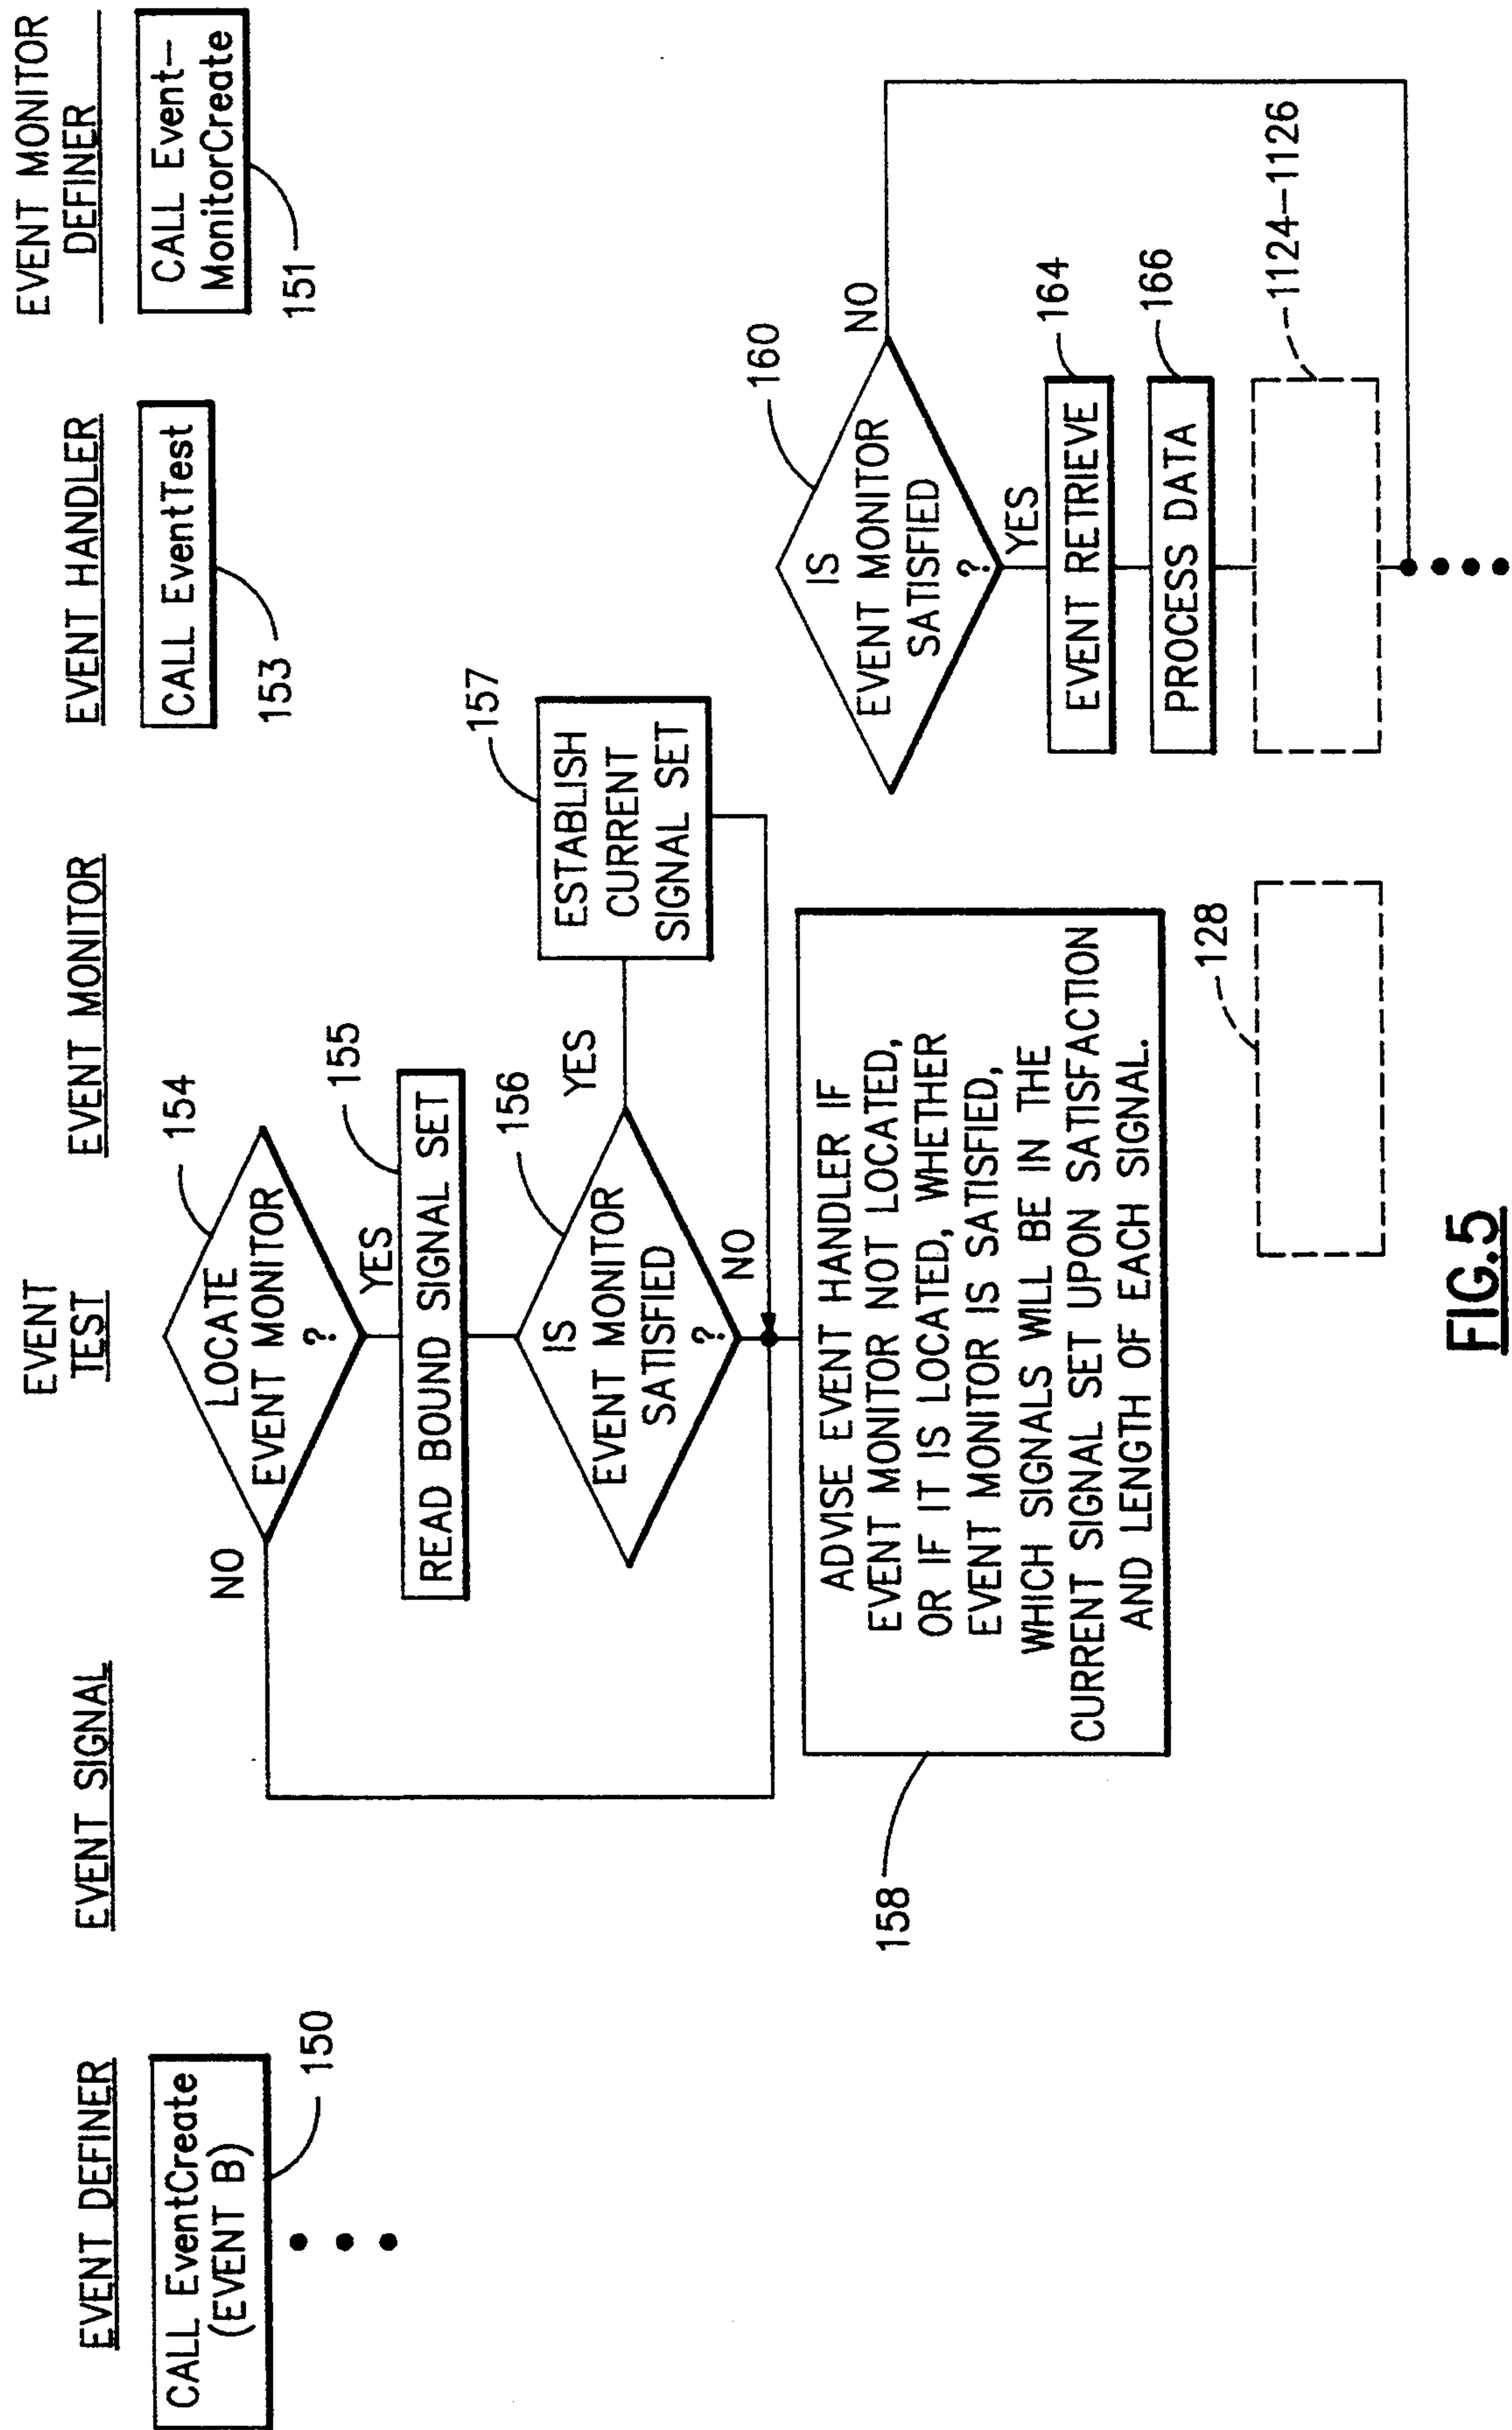 EVENT DEFINER
CALL EventCreate
(EVENT B)
150
EVENT SIGNAL
EVENT
TEST
NO
LOCATE
EVENT MONITOR
?
154
YES
READ BOUND SIGNAL SET
155
IS
EVENT MONITOR
SATISFIED
?
156
YES
NO
ESTABLISH
CURRENT
SIGNAL SET
157
ADVISE EVENT HANDLER IF
EVENT MONITOR NOT LOCATED,
OR IF IT IS LOCATED, WHETHER
EVENT MONITOR IS SATISFIED,
WHICH SIGNALS WILL BE IN THE
CURRENT SIGNAL SET UPON SATISFACTION
AND LENGTH OF EACH SIGNAL.
158
EVENT MONITOR
128
EVENT HANDLER
CALL EventTest
153
IS
EVENT MONITOR
SATISFIED
?
160
NO
YES
EVENT RETRIEVE
164
PROCESS DATA
166
1124-1126
EVENT MONITOR
DEFINER
CALL Event-
MonitorCreate
151
FIG.5